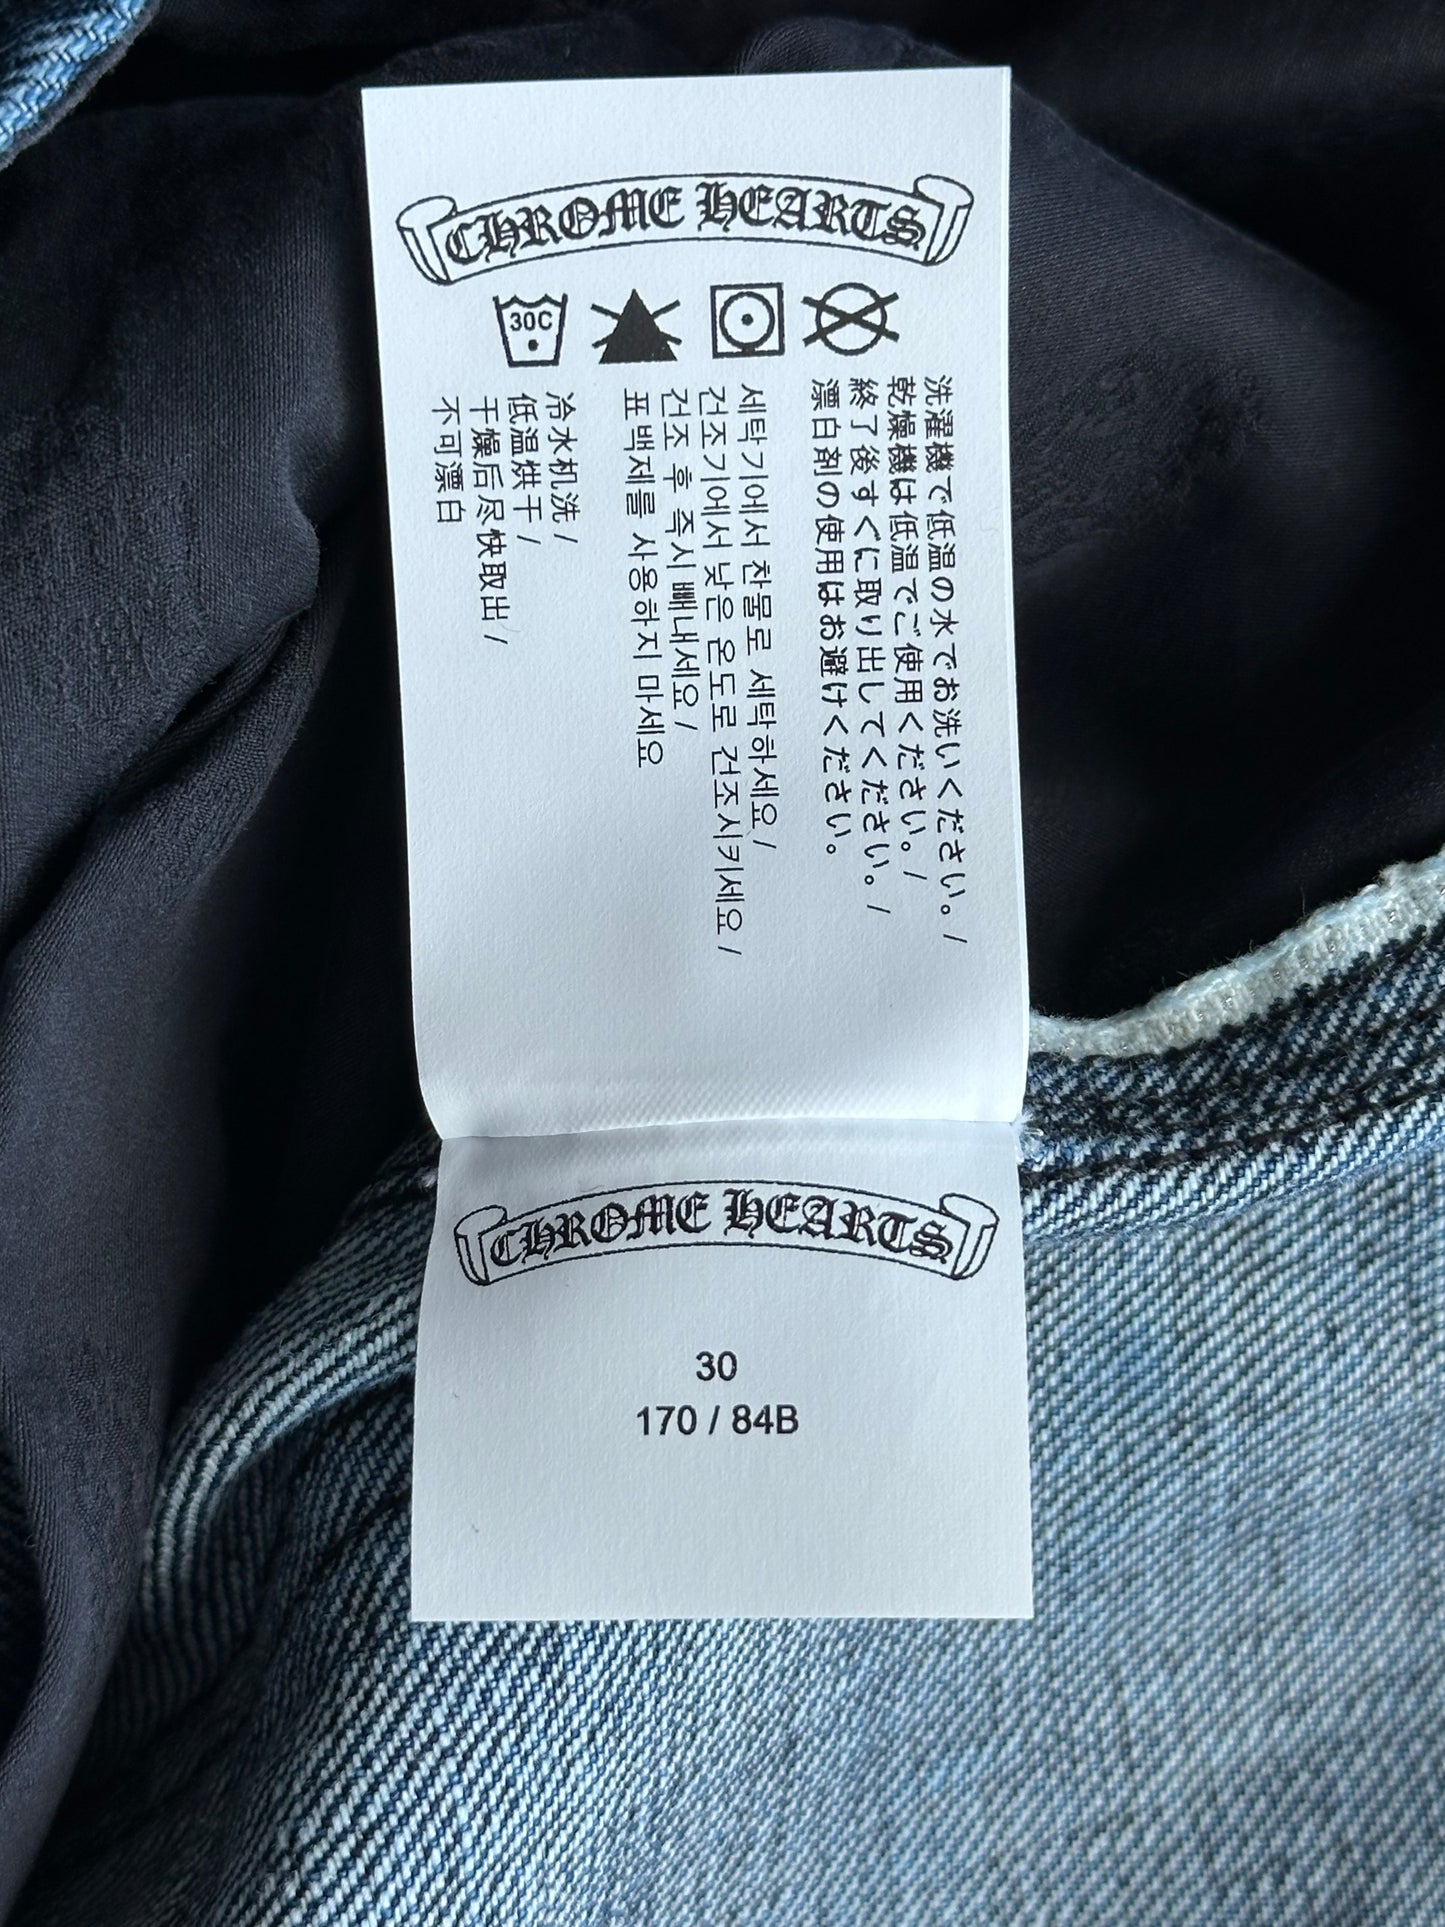 CHROME HEARTS
30C
洗濯機で低温の水でお洗いください。/
乾燥機は低温でご使用ください。/
終了後すぐに取り出してください。/
漂白剤の使用はお避けください。
세탁기에서 찬물로 세탁하세요/
건조기에서 낮은 온도로 건조시키세요/
건조 후 즉시 빼내세요/
표백제를 사용하지 마세요
冷水机洗/
低温烘干/
干燥后尽快取出/
不可漂白
CHROME HEARTS
30
170 / 84B